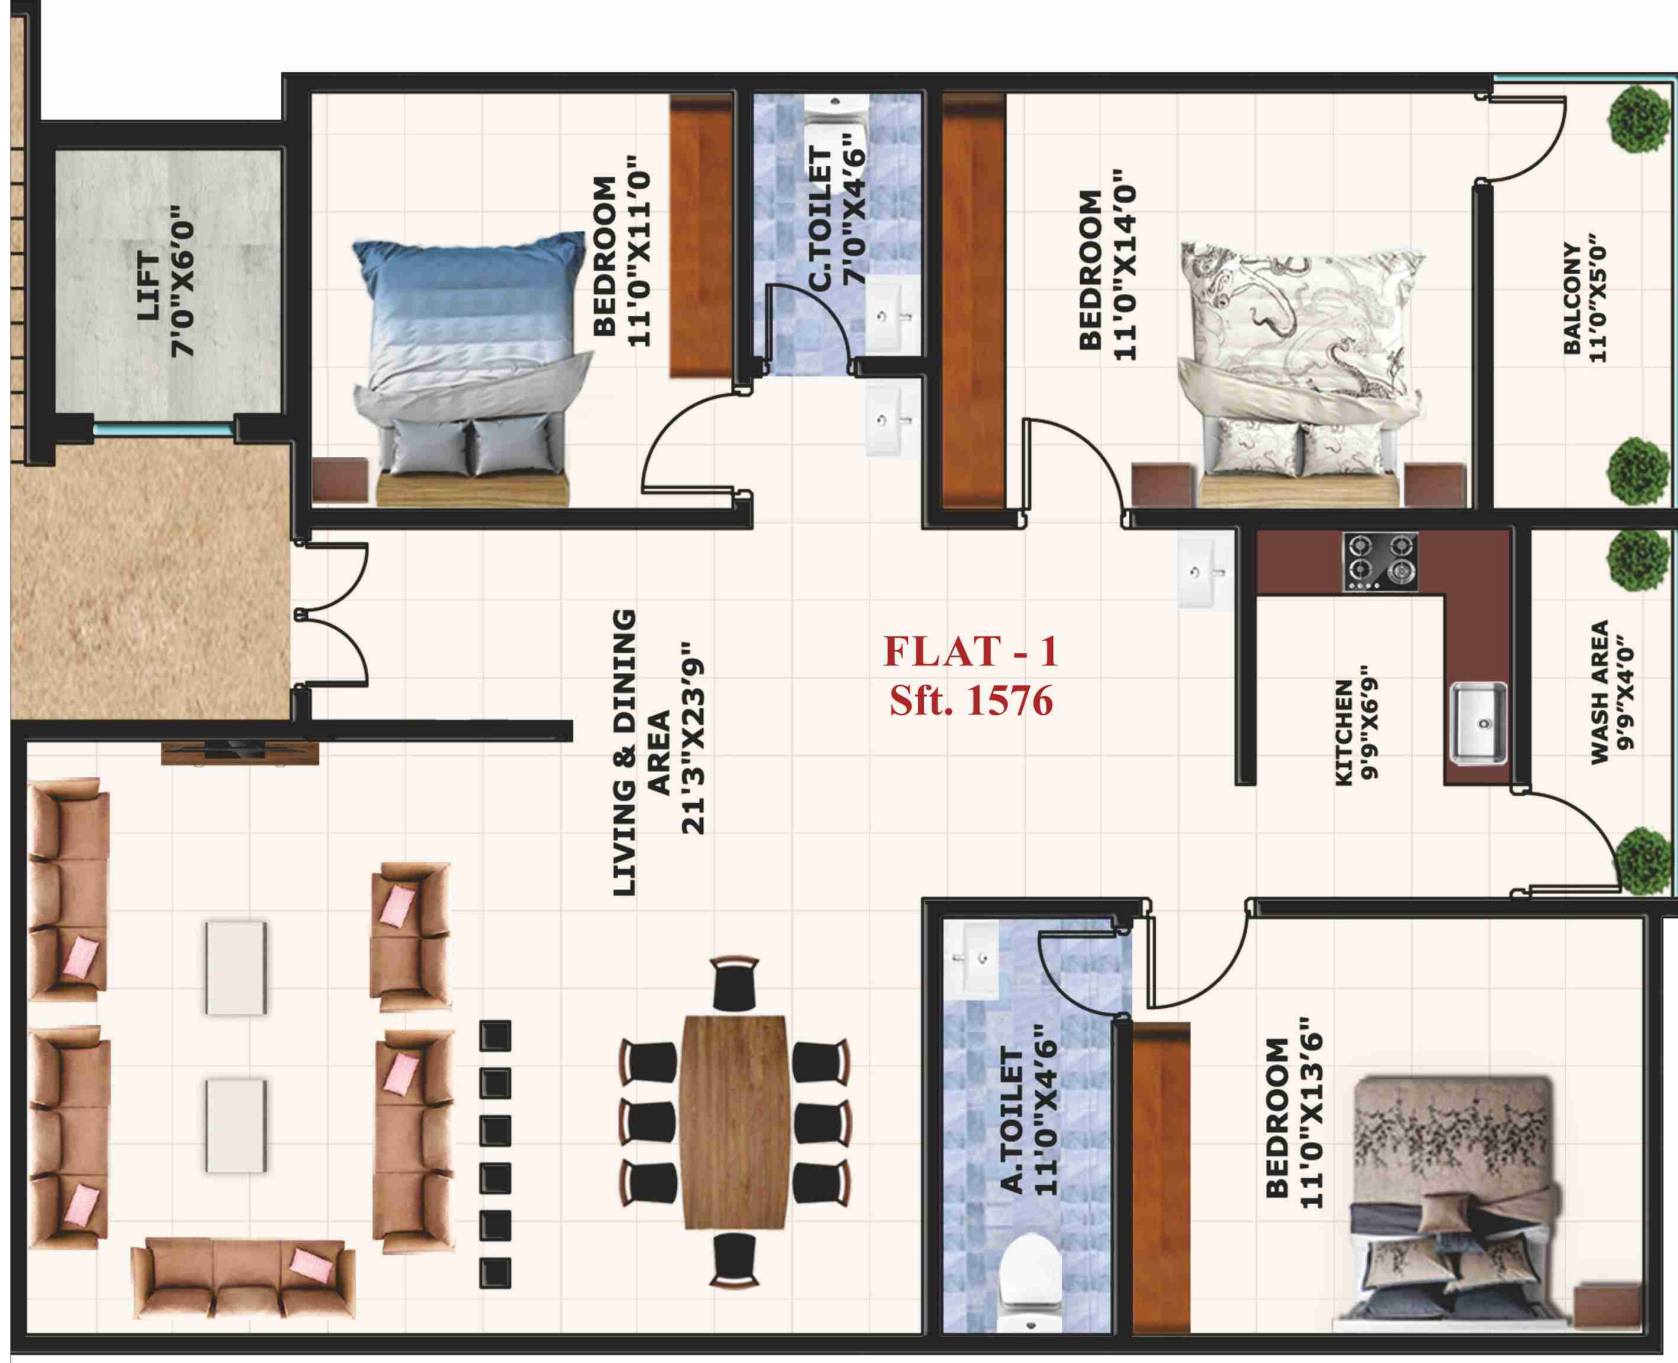 LIFT
7'0"X6'0"
BEDROOM
11'0"X11'0"
C.TOILET
7'0"X4'6"
BEDROOM
11'0"X14'0"
BALCONY
11'0"X5'0"
LIVING & DINING
AREA
21'3"X23'9"
FLAT - 1
Sft. 1576
KITCHEN
9'9"X6'9"
WASH AREA
9'9"X4'0"
A.TOILET
11'0"X4'6"
BEDROOM
11'0"X13'6"